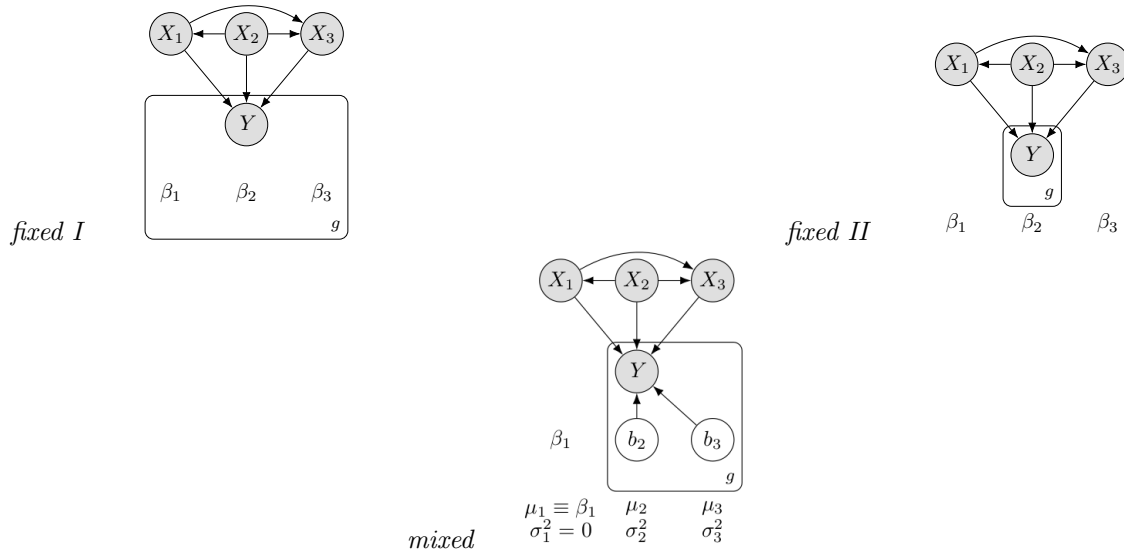 X₁ X₂ X₃
Y
β₁ β₂ β₃
g
fixed I
X₁ X₂ X₃
Y
g
β₁ β₂ β₃
fixed II
X₁ X₂ X₃
Y
β₁ b₂ b₃
g
μ₁ ≡ β₁ μ₂ μ₃
σ₁² = 0 σ₂² σ₃²
mixed